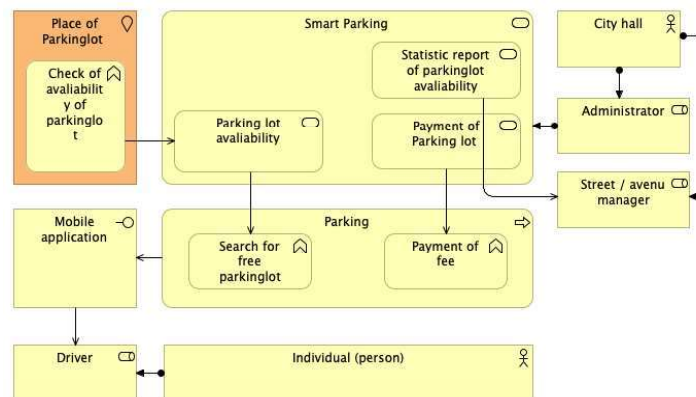 Place of
Parkinglot
Check of
avaliabilit
y of
parkinglo
t
Smart Parking
Statistic report
of parkinglot
avaliability
Parking lot
avaliability
Payment of
Parking lot
City hall
Administrator
Street / avenu
manager
Mobile
application
Parking
Search for
free
parkinglot
Payment of
fee
Driver
Individual (person)